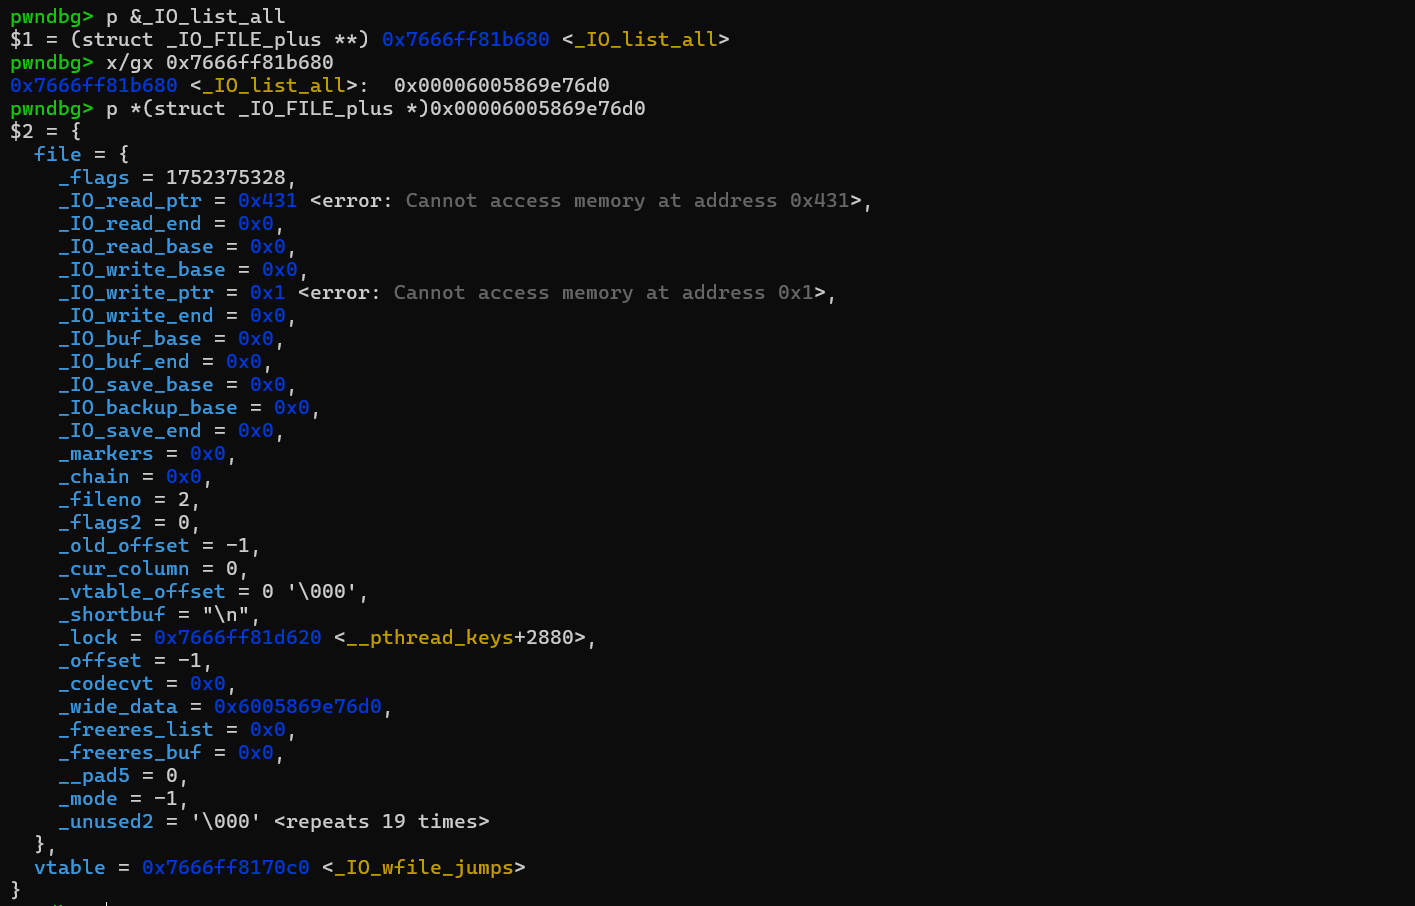 pwndbg> p &_IO_list_all
$1 = (struct _IO_FILE_plus **) 0x7666ff81b680 <_IO_list_all>
pwndbg> x/gx 0x7666ff81b680
0x7666ff81b680 <_IO_list_all>:  0x00006005869e76d0
pwndbg> p *(struct _IO_FILE_plus *)0x00006005869e76d0
$2 = {
  file = {
    _flags = 1752375328,
    _IO_read_ptr = 0x431 <error: Cannot access memory at address 0x431>,
    _IO_read_end = 0x0,
    _IO_read_base = 0x0,
    _IO_write_base = 0x0,
    _IO_write_ptr = 0x1 <error: Cannot access memory at address 0x1>,
    _IO_write_end = 0x0,
    _IO_buf_base = 0x0,
    _IO_buf_end = 0x0,
    _IO_save_base = 0x0,
    _IO_backup_base = 0x0,
    _IO_save_end = 0x0,
    _markers = 0x0,
    _chain = 0x0,
    _fileno = 2,
    _flags2 = 0,
    _old_offset = -1,
    _cur_column = 0,
    _vtable_offset = 0 '\000',
    _shortbuf = "\n",
    _lock = 0x7666ff81d620 <__pthread_keys+2880>,
    _offset = -1,
    _codecvt = 0x0,
    _wide_data = 0x6005869e76d0,
    _freeres_list = 0x0,
    _freeres_buf = 0x0,
    __pad5 = 0,
    _mode = -1,
    _unused2 = '\000' <repeats 19 times>
  },
  vtable = 0x7666ff8170c0 <_IO_wfile_jumps>
}